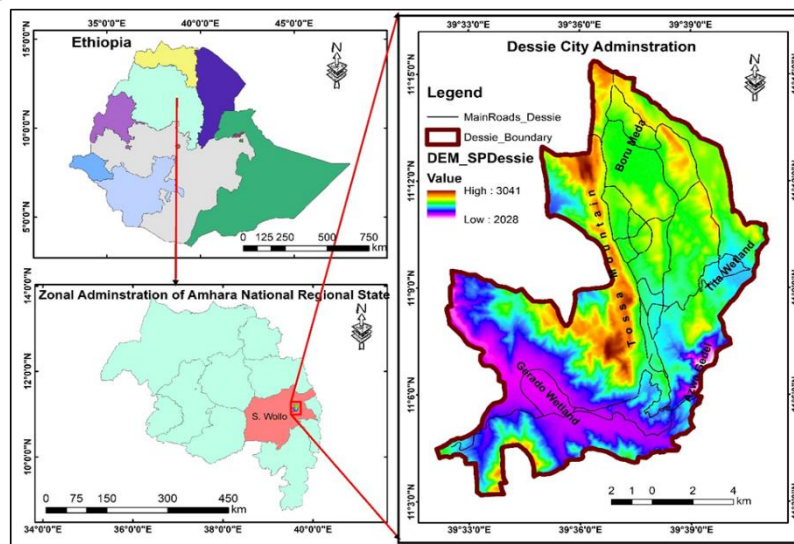 35°0'0"E
40°0'0"E
45°0'0"E
15°0'0"N
Ethiopia
N
10°0'0"N
5°0'0"N
0 125 250 500 750
km
14°0'0"N
Zonal Adminstration of Amhara National Regional State
N
12°0'0"N
S. Wollo
10°0'0"N
0 75 150 300 450
km
34°0'0"E
36°0'0"E
38°0'0"E
40°0'0"E
39°33'0"E
39°36'0"E
39°39'0"E
Dessie City Adminstration
N
11°15'0"N
Legend
MainRoads_Dessie
Dessie_Boundary
DEM_SPDessie
Value
High : 3041
Low : 2028
11°12'0"N
11°9'0"N
11°6'0"N
11°3'0"N
Boru Meda
Tossa Mountain
Tita Wetland
Gerado Wetland
2 1 0 2 4
km
39°33'0"E
39°36'0"E
39°39'0"E